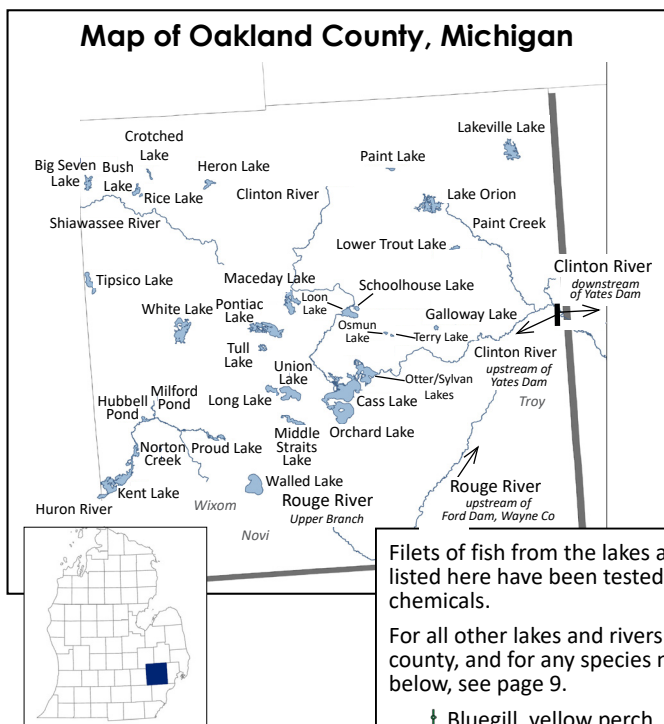 Map of Oakland County, Michigan
Lakeville Lake
Crotched
Lake
Paint Lake
Big Seven
Lake
Bush
Lake
Heron Lake
Rice Lake
Clinton River
Lake Orion
Shiawassee River
Paint Creek
Lower Trout Lake
Clinton River
downstream
of Yates Dam
Tipsico Lake
Maceday Lake
Schoolhouse Lake
Loon
Lake
White Lake
Pontiac
Lake
Galloway Lake
Osmun
Lake
Terry Lake
Tull
Lake
Clinton River
upstream of
Yates Dam
Union
Lake
Otter/Sylvan
Lakes
Long Lake
Cass Lake
Troy
Milford
Pond
Hubbell
Pond
Orchard Lake
Middle
Straits
Lake
Norton
Creek
Proud Lake
Walled Lake
Kent Lake
Huron River
Wixom
Rouge River
Upper Branch
Rouge River
upstream of
Ford Dam, Wayne Co
Novi
Filets of fish from the lakes a
listed here have been tested
chemicals.
For all other lakes and rivers
county, and for any species n
below, see page 9.
Bluegill, yellow perch,